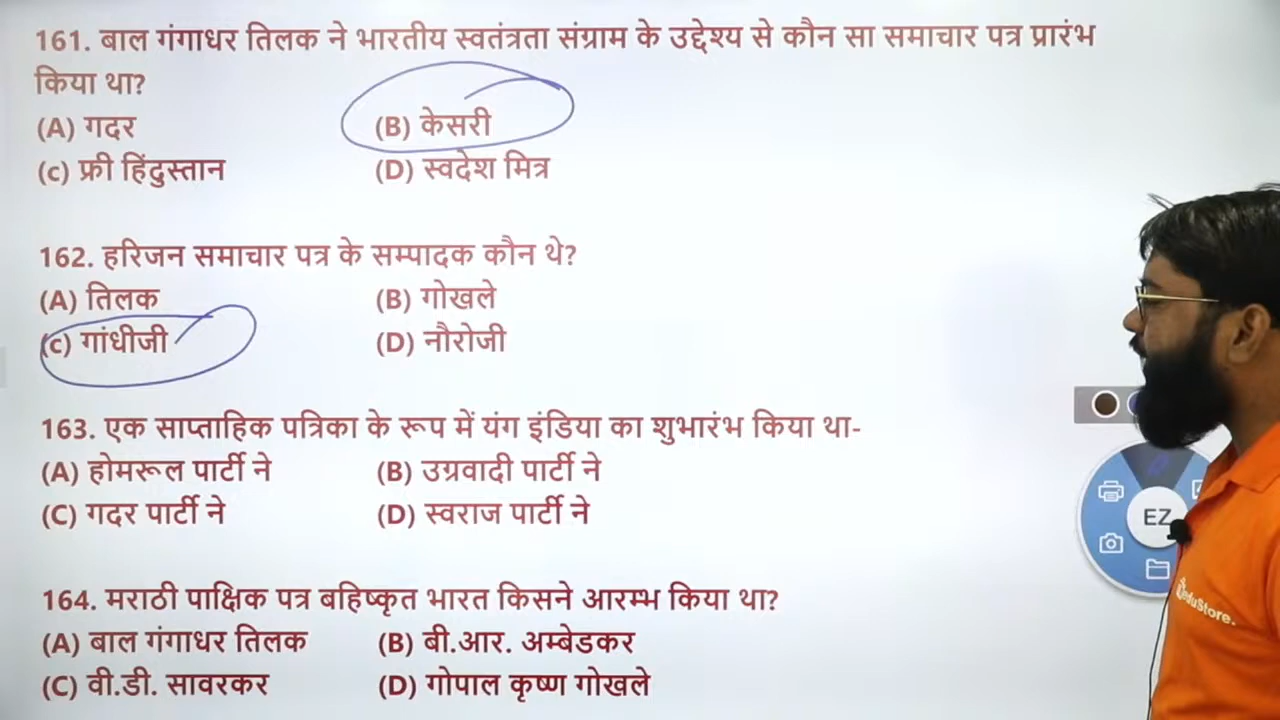 161. बाल गंगाधर तिलक ने भारतीय स्वतंत्रता संग्राम के उद्देश्य से कौन सा समाचार पत्र प्रारंभ
किया था?
(A) गदर (B) केसरी
(c) फ्री हिंदुस्तान (D) स्वदेश मित्र
162. हरिजन समाचार पत्र के सम्पादक कौन थे?
(A) तिलक (B) गोखले
(c) गांधीजी (D) नौरोजी
163. एक साप्ताहिक पत्रिका के रूप में यंग इंडिया का शुभारंभ किया था-
(A) होमरूल पार्टी ने (B) उग्रवादी पार्टी ने
(C) गदर पार्टी ने (D) स्वराज पार्टी ने
164. मराठी पाक्षिक पत्र बहिष्कृत भारत किसने आरम्भ किया था?
(A) बाल गंगाधर तिलक (B) बी.आर. अम्बेडकर
(C) वी.डी. सावरकर (D) गोपाल कृष्ण गोखले
EZ
eduStore.